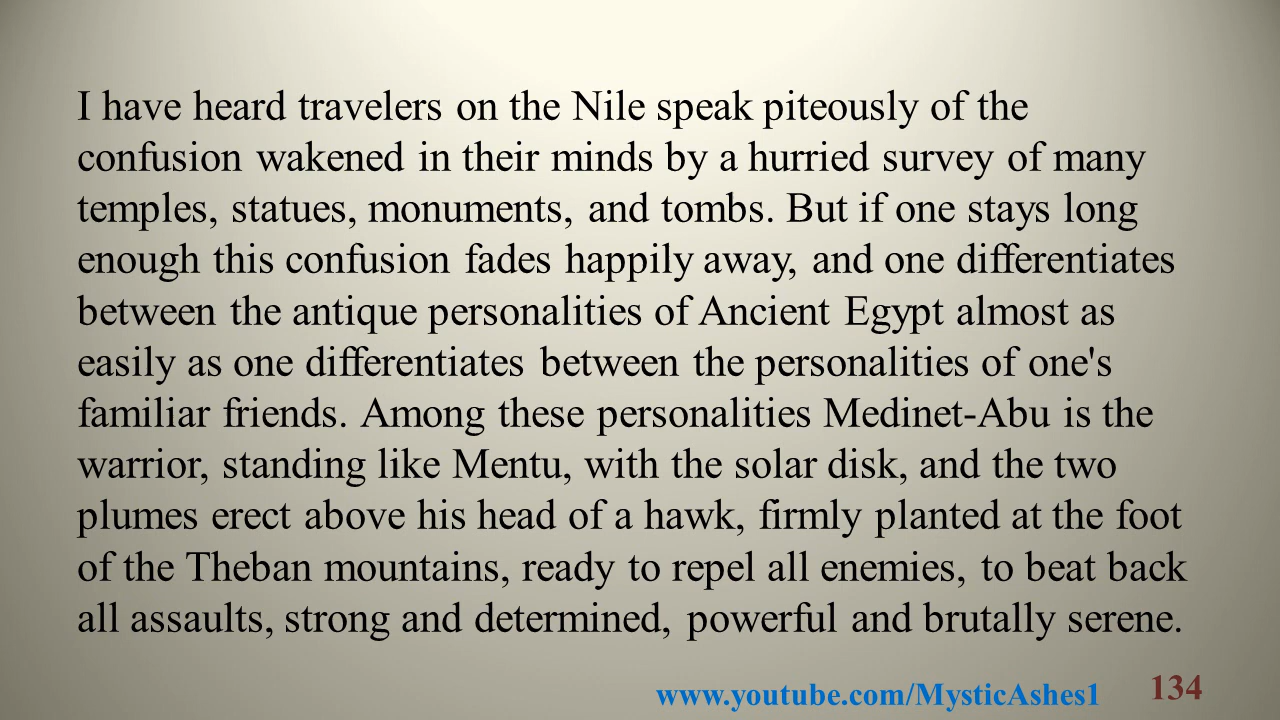 I have heard travelers on the Nile speak piteously of the
confusion wakened in their minds by a hurried survey of many
temples, statues, monuments, and tombs. But if one stays long
enough this confusion fades happily away, and one differentiates
between the antique personalities of Ancient Egypt almost as
easily as one differentiates between the personalities of one's
familiar friends. Among these personalities Medinet-Abu is the
warrior, standing like Mentu, with the solar disk, and the two
plumes erect above his head of a hawk, firmly planted at the foot
of the Theban mountains, ready to repel all enemies, to beat back
all assaults, strong and determined, powerful and brutally serene.
www.youtube.com/MysticAshes1 134